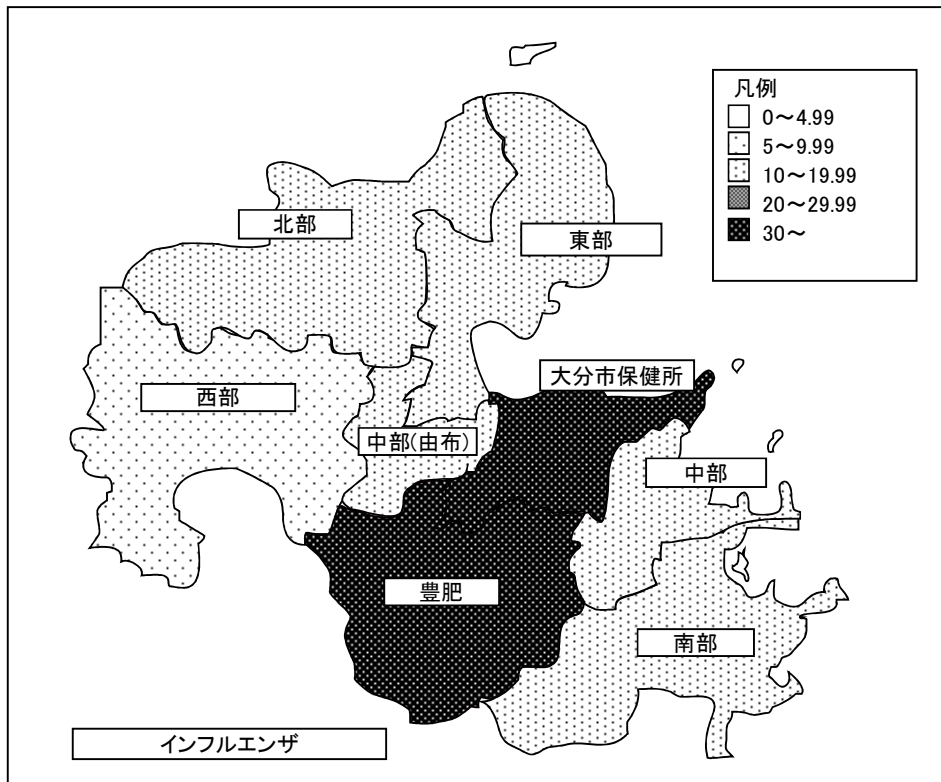 凡例
0～4.99
5～9.99
10～19.99
20～29.99
30～
北部
東部
大分市保健所
西部
中部(由布)
中部
豊肥
南部
インフルエンザ